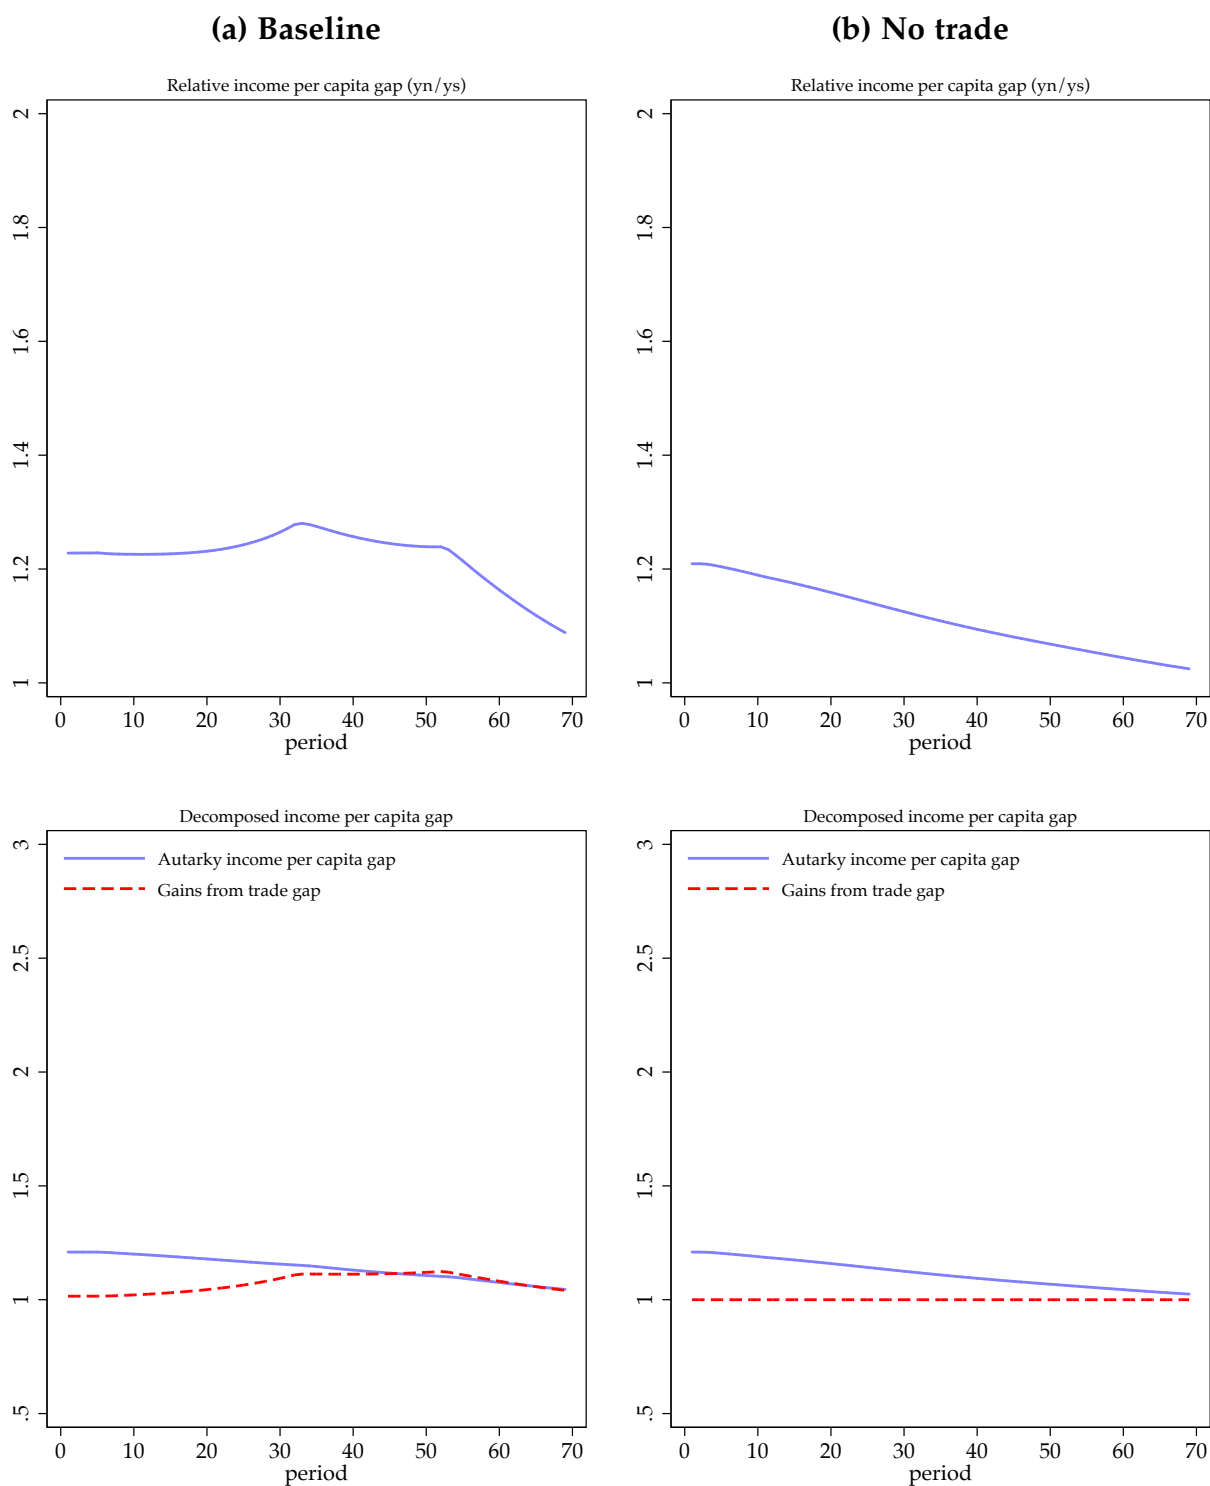 (a) Baseline
(b) No trade
Relative income per capita gap (yn/ys)
2
1.8
1.6
1.4
1.2
1
0 10 20 30 40 50 60 70
period
Relative income per capita gap (yn/ys)
2
1.8
1.6
1.4
1.2
1
0 10 20 30 40 50 60 70
period
Decomposed income per capita gap
3
2.5
2
1.5
1
.5
Autarky income per capita gap
Gains from trade gap
0 10 20 30 40 50 60 70
period
Decomposed income per capita gap
3
2.5
2
1.5
1
.5
Autarky income per capita gap
Gains from trade gap
0 10 20 30 40 50 60 70
period